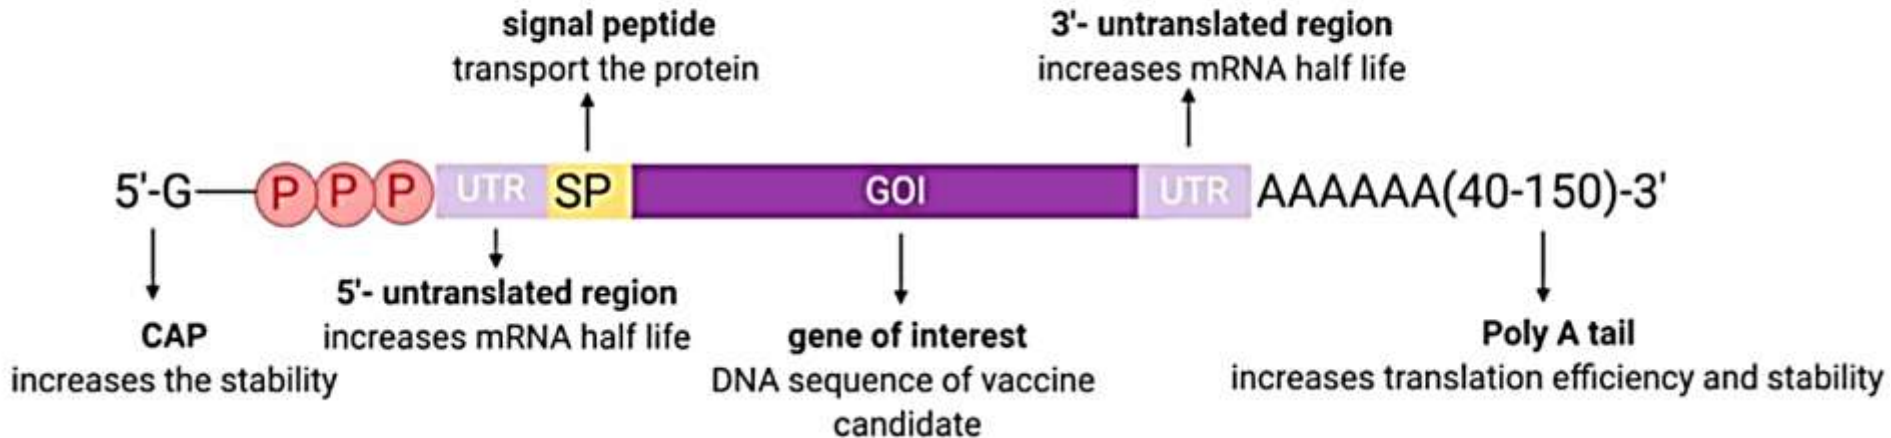 signal peptide
transport the protein
3'- untranslated region
increases mRNA half life
5'-G
P P P
UTR
SP
GOI
UTR
AAAAAA(40-150)-3'
CAP
increases the stability
5'- untranslated region
increases mRNA half life
gene of interest
DNA sequence of vaccine
candidate
Poly A tail
increases translation efficiency and stability